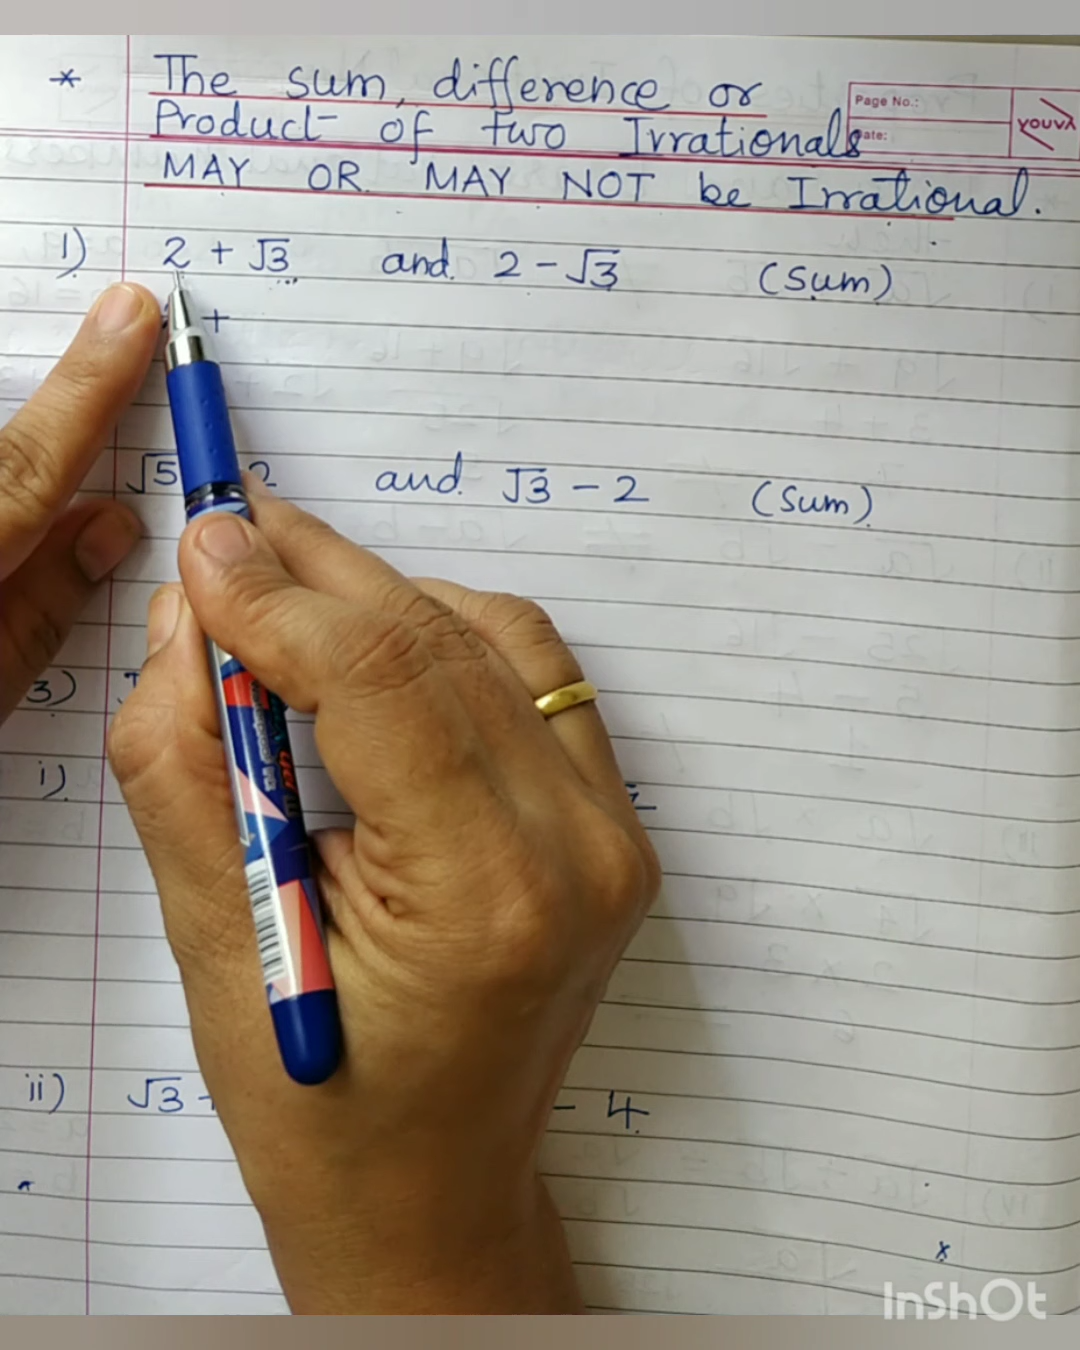 * The sum, difference or
Product of two Irrationals
Page No.:
Date:
YOUVA
MAY OR MAY NOT be Irrational.
1) 2 + √3 and 2 - √3 (Sum)
+
√5 2 and √3 - 2 (Sum)
3)
i)
ii) √3 - 4
InShOt